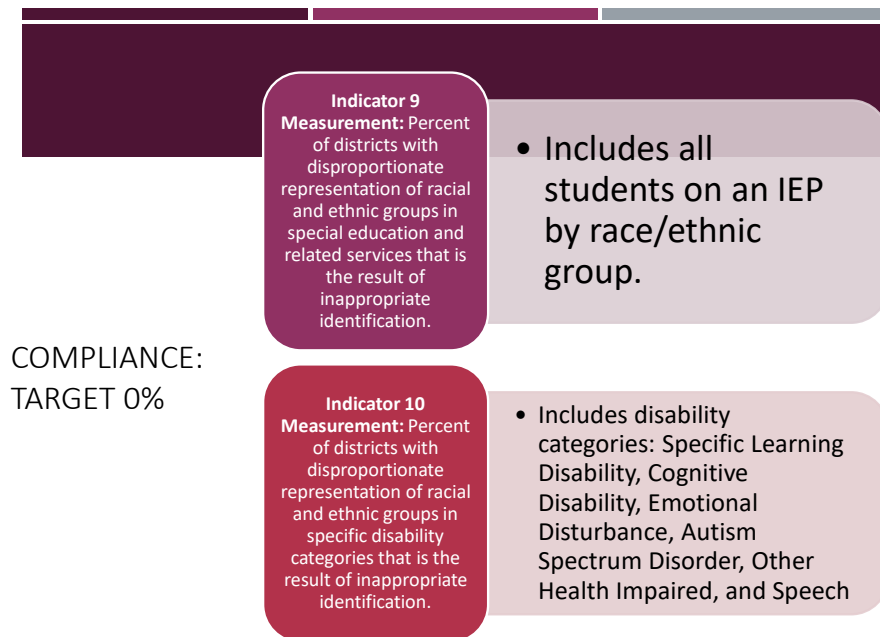 Indicator 9
Measurement: Percent
of districts with
disproportionate
representation of racial
and ethnic groups in
special education and
related services that is
the result of
inappropriate
identification.
• Includes all
students on an IEP
by race/ethnic
group.
COMPLIANCE:
TARGET 0%
Indicator 10
Measurement: Percent
of districts with
disproportionate
representation of racial
and ethnic groups in
specific disability
categories that is the
result of inappropriate
identification.
• Includes disability
categories: Specific Learning
Disability, Cognitive
Disability, Emotional
Disturbance, Autism
Spectrum Disorder, Other
Health Impaired, and Speech